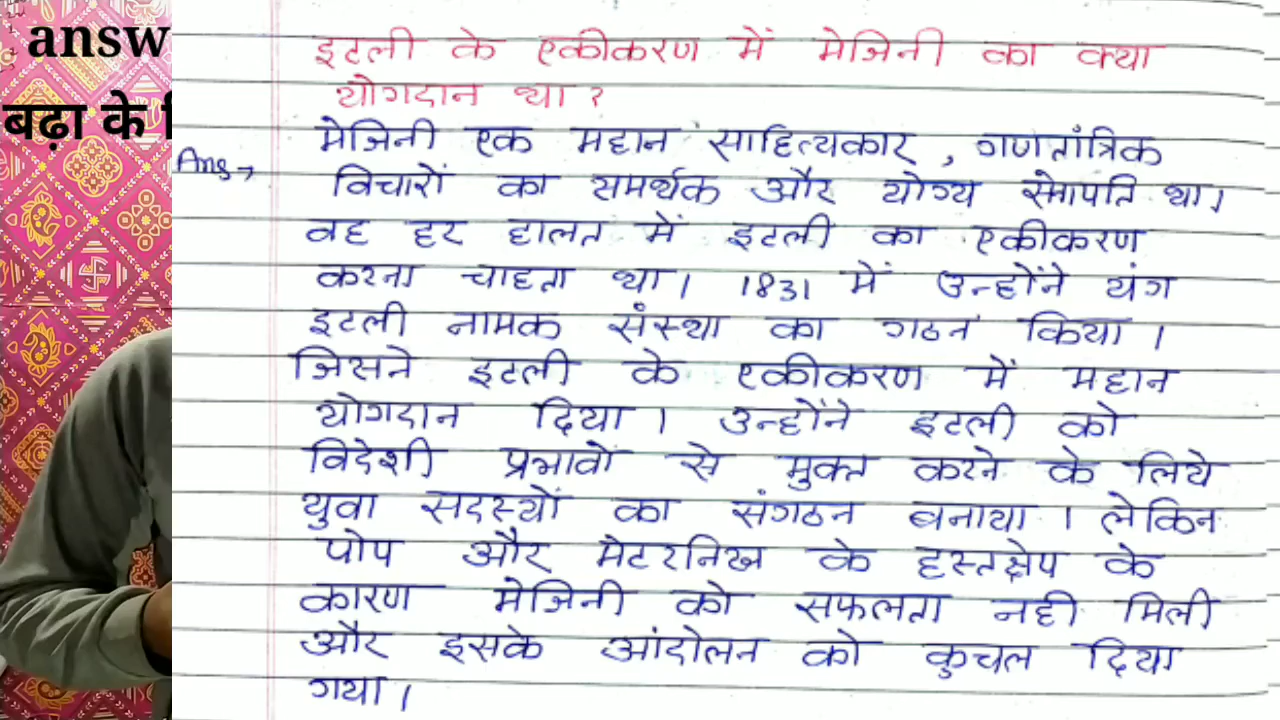 answ
बढ़ा के
इटली के एकीकरण में मेजिनी का क्या
योगदान था ?
Ans →
मेजिनी एक महान साहित्यकार, गणतांत्रिक
विचारों का समर्थक और योग्य सेनापति था।
वह हर हालत में इटली का एकीकरण
करना चाहता था। 1831 में उन्होंने यंग
इटली नामक संस्था का गठन किया ।
जिसने इटली के एकीकरण में महान
योगदान दिया । उन्होंने इटली को
विदेशी प्रभावों से मुक्त करने के लिये
युवा सदस्यों का संगठन बनाया । लेकिन
पोप और मेटरनिख के हस्तक्षेप के
कारण मेजिनी को सफलता नही मिली
और इसके आंदोलन को कुचल दिया
गया ।